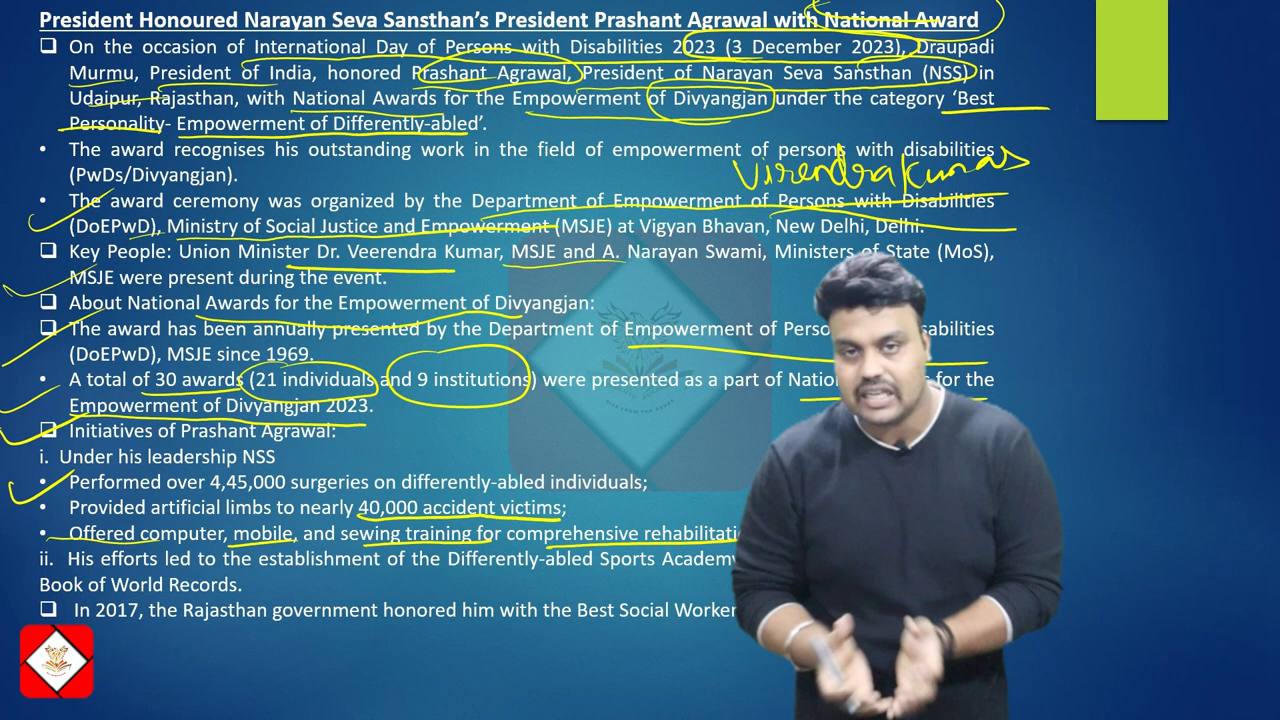 President Honoured Narayan Seva Sansthan's President Prashant Agrawal with National Award
❑ On the occasion of International Day of Persons with Disabilities 2023 (3 December 2023), Draupadi
Murmu, President of India, honored Prashant Agrawal, President of Narayan Seva Sansthan (NSS) in
Udaipur, Rajasthan, with National Awards for the Empowerment of Divyangjan under the category 'Best
Personality- Empowerment of Differently-abled'.
• The award recognises his outstanding work in the field of empowerment of persons with disabilities
(PwDs/Divyangjan).
Virendra Kumar
• The award ceremony was organized by the Department of Empowerment of Persons with Disabilities
(DoEPwD), Ministry of Social Justice and Empowerment (MSJE) at Vigyan Bhavan, New Delhi, Delhi.
❑ Key People: Union Minister Dr. Veerendra Kumar, MSJE and A. Narayan Swami, Ministers of State (MoS),
MSJE were present during the event.
❑ About National Awards for the Empowerment of Divyangjan:
❑ The award has been annually presented by the Department of Empowerment of Perso sabilities
(DoEPwD), MSJE since 1969.
• A total of 30 awards (21 individuals and 9 institutions) were presented as a part of Natio for the
Empowerment of Divyangjan 2023.
❑ Initiatives of Prashant Agrawal:
i. Under his leadership NSS
• Performed over 4,45,000 surgeries on differently-abled individuals;
• Provided artificial limbs to nearly 40,000 accident victims;
• Offered computer, mobile, and sewing training for comprehensive rehabilitati
ii. His efforts led to the establishment of the Differently-abled Sports Academy
Book of World Records.
❑ In 2017, the Rajasthan government honored him with the Best Social Worker